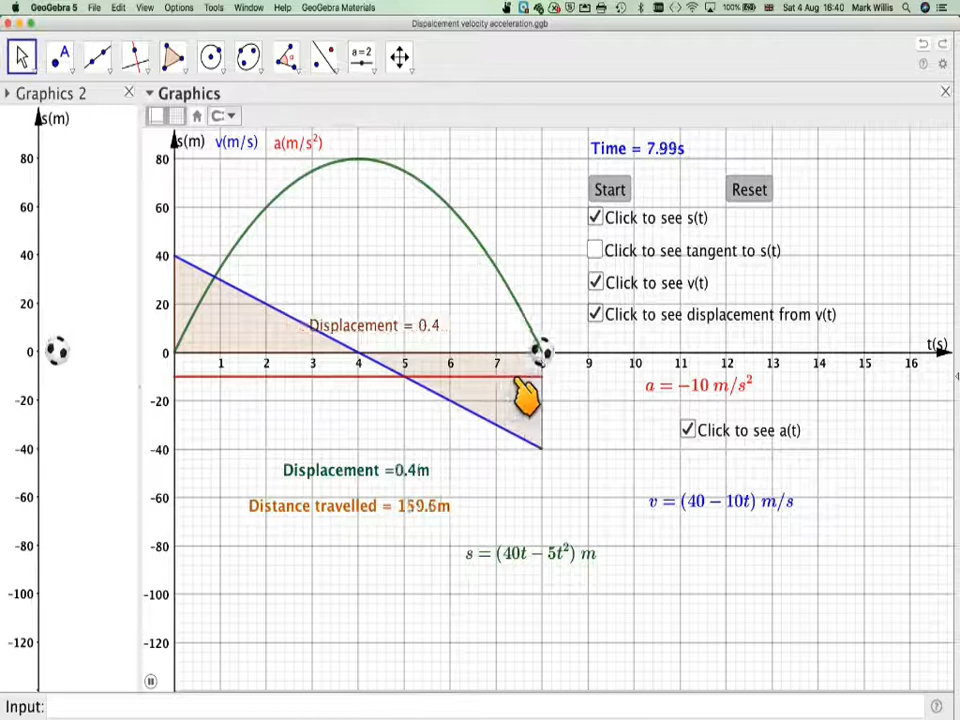 GeoGebra 5 File Edit View Options Tools Window Help GeoGebra Materials 100% Sat 4 Aug 16:40 Mark Willis
Dispalcement velocity acceleration.ggb
A a=2
Graphics 2 Graphics
s(m)
80
60
40
20
0
-20
-40
-60
-80
-100
-120
s(m) v(m/s) a(m/s²)
80
60
40
20
0
-20
-40
-60
-80
-100
-120
1 2 3 4 5 6 7 9 10 11 12 13 14 15 16
t(s)
Time = 7.99s
Start Reset
Click to see s(t)
Click to see tangent to s(t)
Click to see v(t)
Click to see displacement from v(t)
Displacement = 0.4
a = −10 m/s²
Click to see a(t)
Displacement =0.4m
Distance travelled = 159.6m
v = (40 − 10t) m/s
s = (40t − 5t²) m
Input: